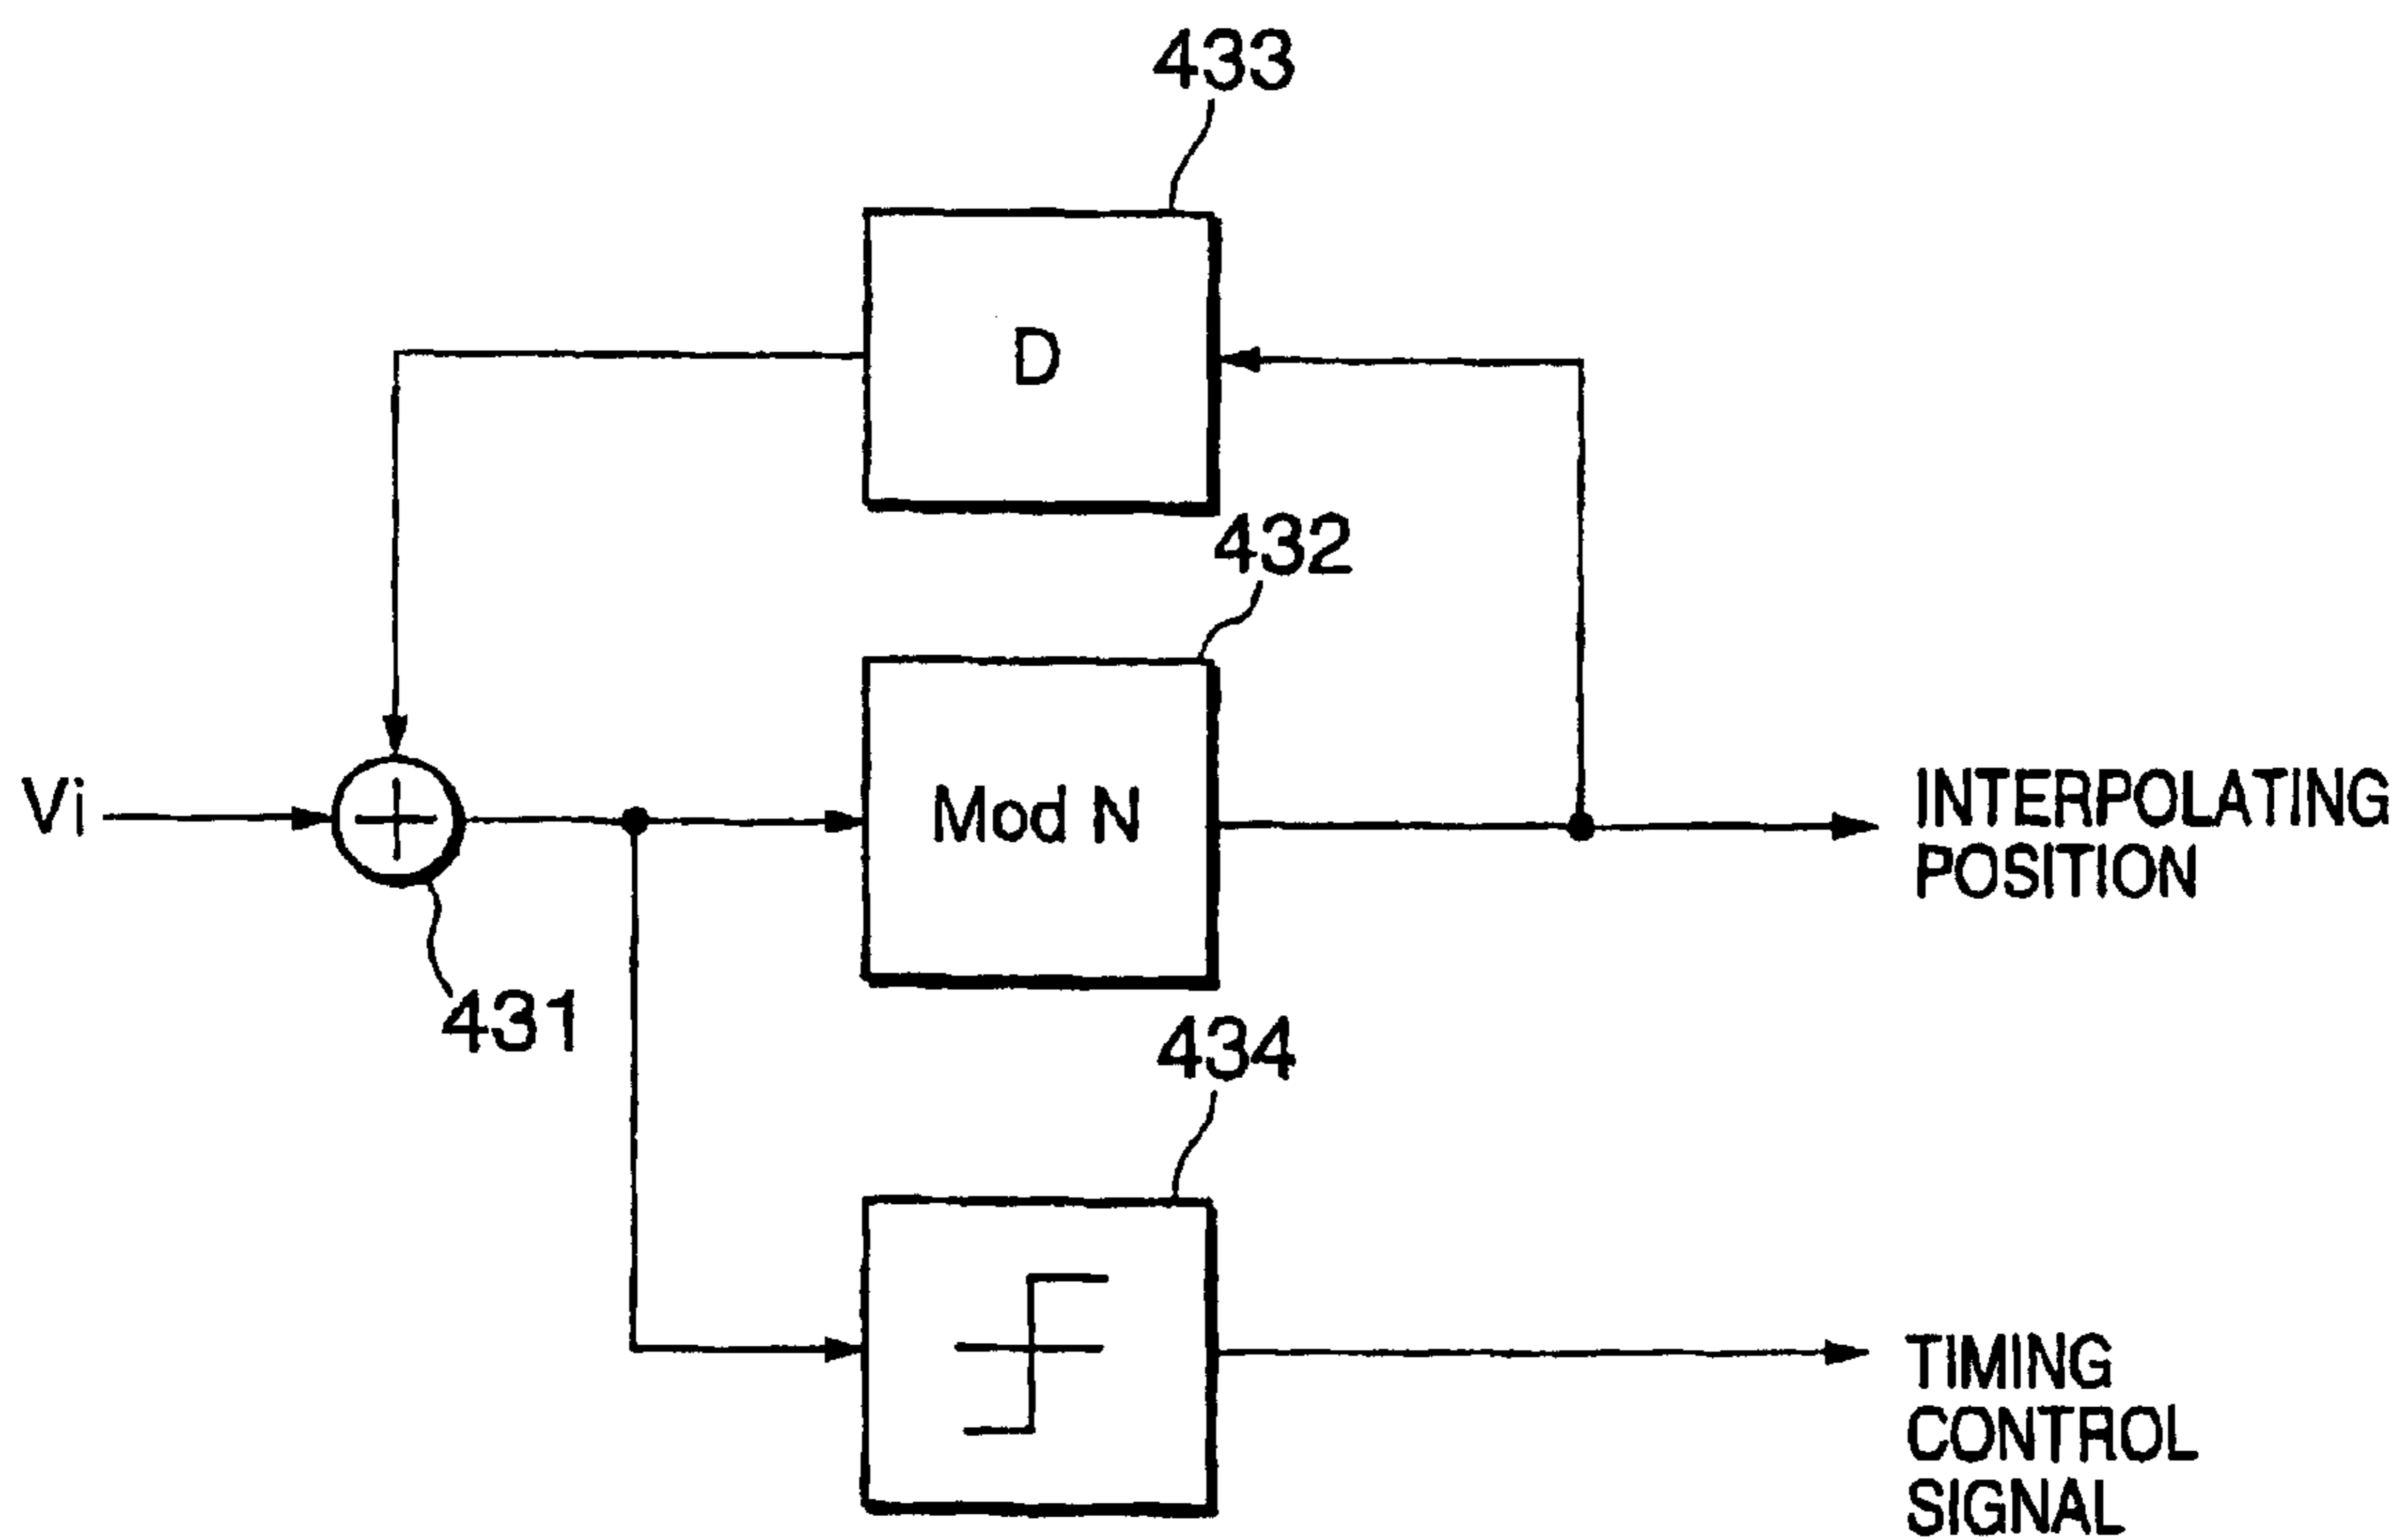 433
D
432
Vi
Mod N
INTERPOLATING
POSITION
431
434
TIMING
CONTROL
SIGNAL